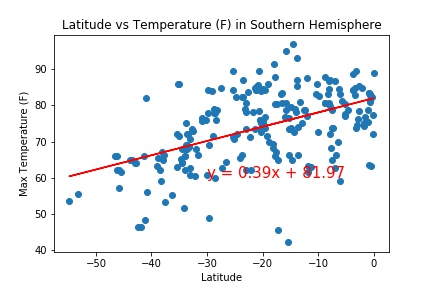 Latitude vs Temperature (F) in Southern Hemisphere
Max Temperature (F)
90
80
70
60
50
40
y = 0.39x + 81.97
−50 −40 −30 −20 −10 0
Latitude